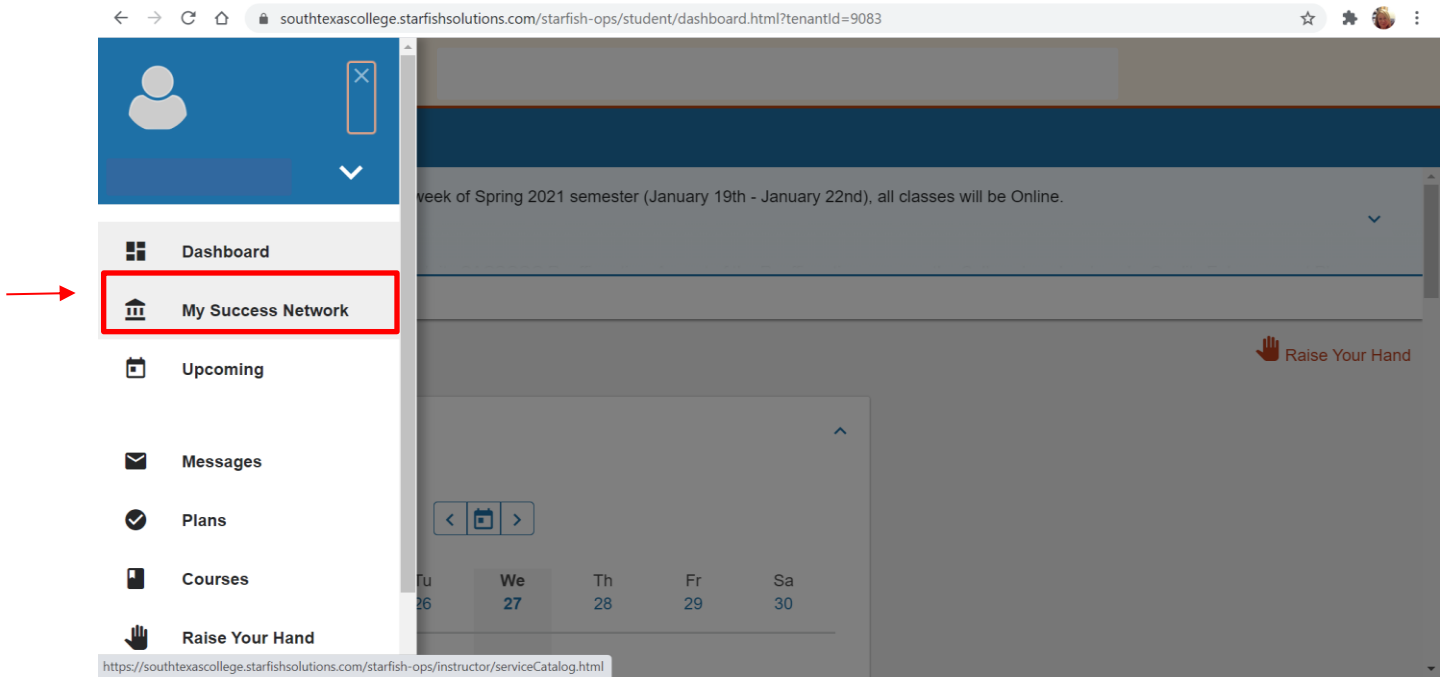 southtexascollege.starfishsolutions.com/starfish-ops/student/dashboard.html?tenantId=9083
week of Spring 2021 semester (January 19th - January 22nd), all classes will be Online.
Dashboard
My Success Network
Upcoming
Messages
Plans
Courses
Raise Your Hand
Raise Your Hand
Tu We Th Fr Sa
26 27 28 29 30
https://southtexascollege.starfishsolutions.com/starfish-ops/instructor/serviceCatalog.html